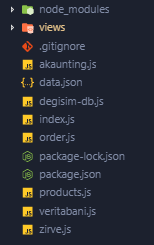 node_modules
views
.gitignore
akaunting.js
data.json
degisim-db.js
index.js
order.js
package-lock.json
package.json
products.js
veritabani.js
zirve.js